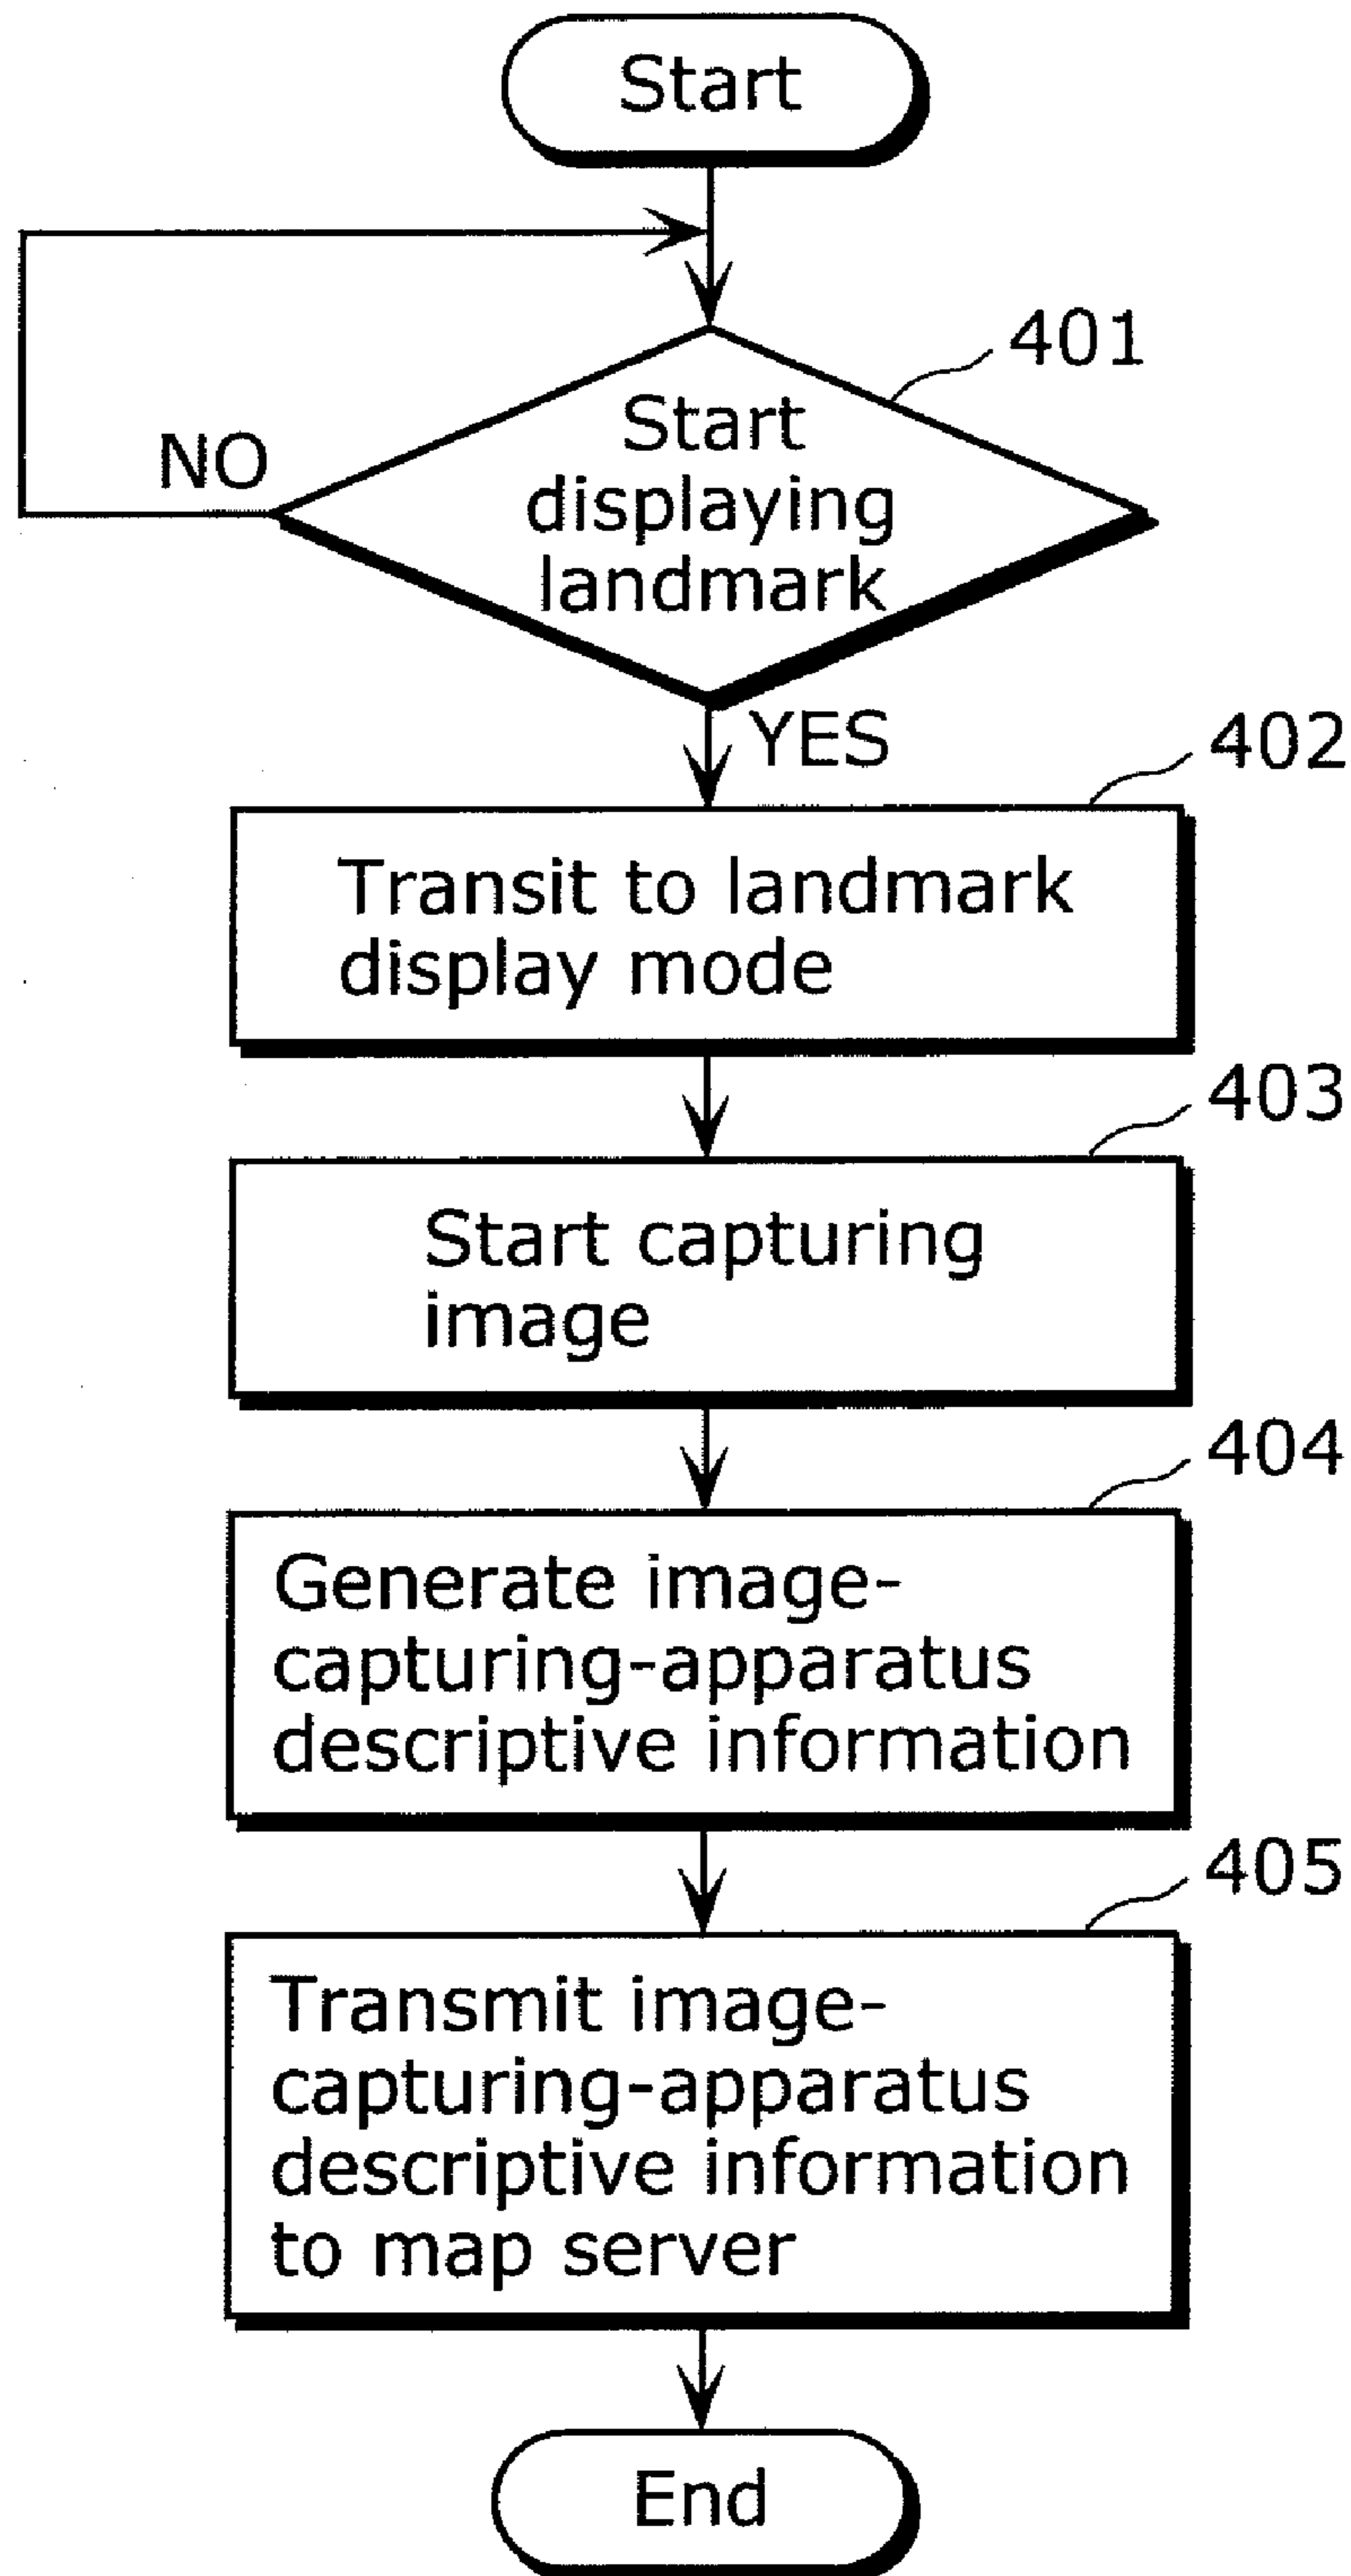 Start
401
Start
displaying
landmark
NO
YES
402
Transit to landmark
display mode
403
Start capturing
image
404
Generate image-
capturing-apparatus
descriptive information
405
Transmit image-
capturing-apparatus
descriptive information
to map server
End